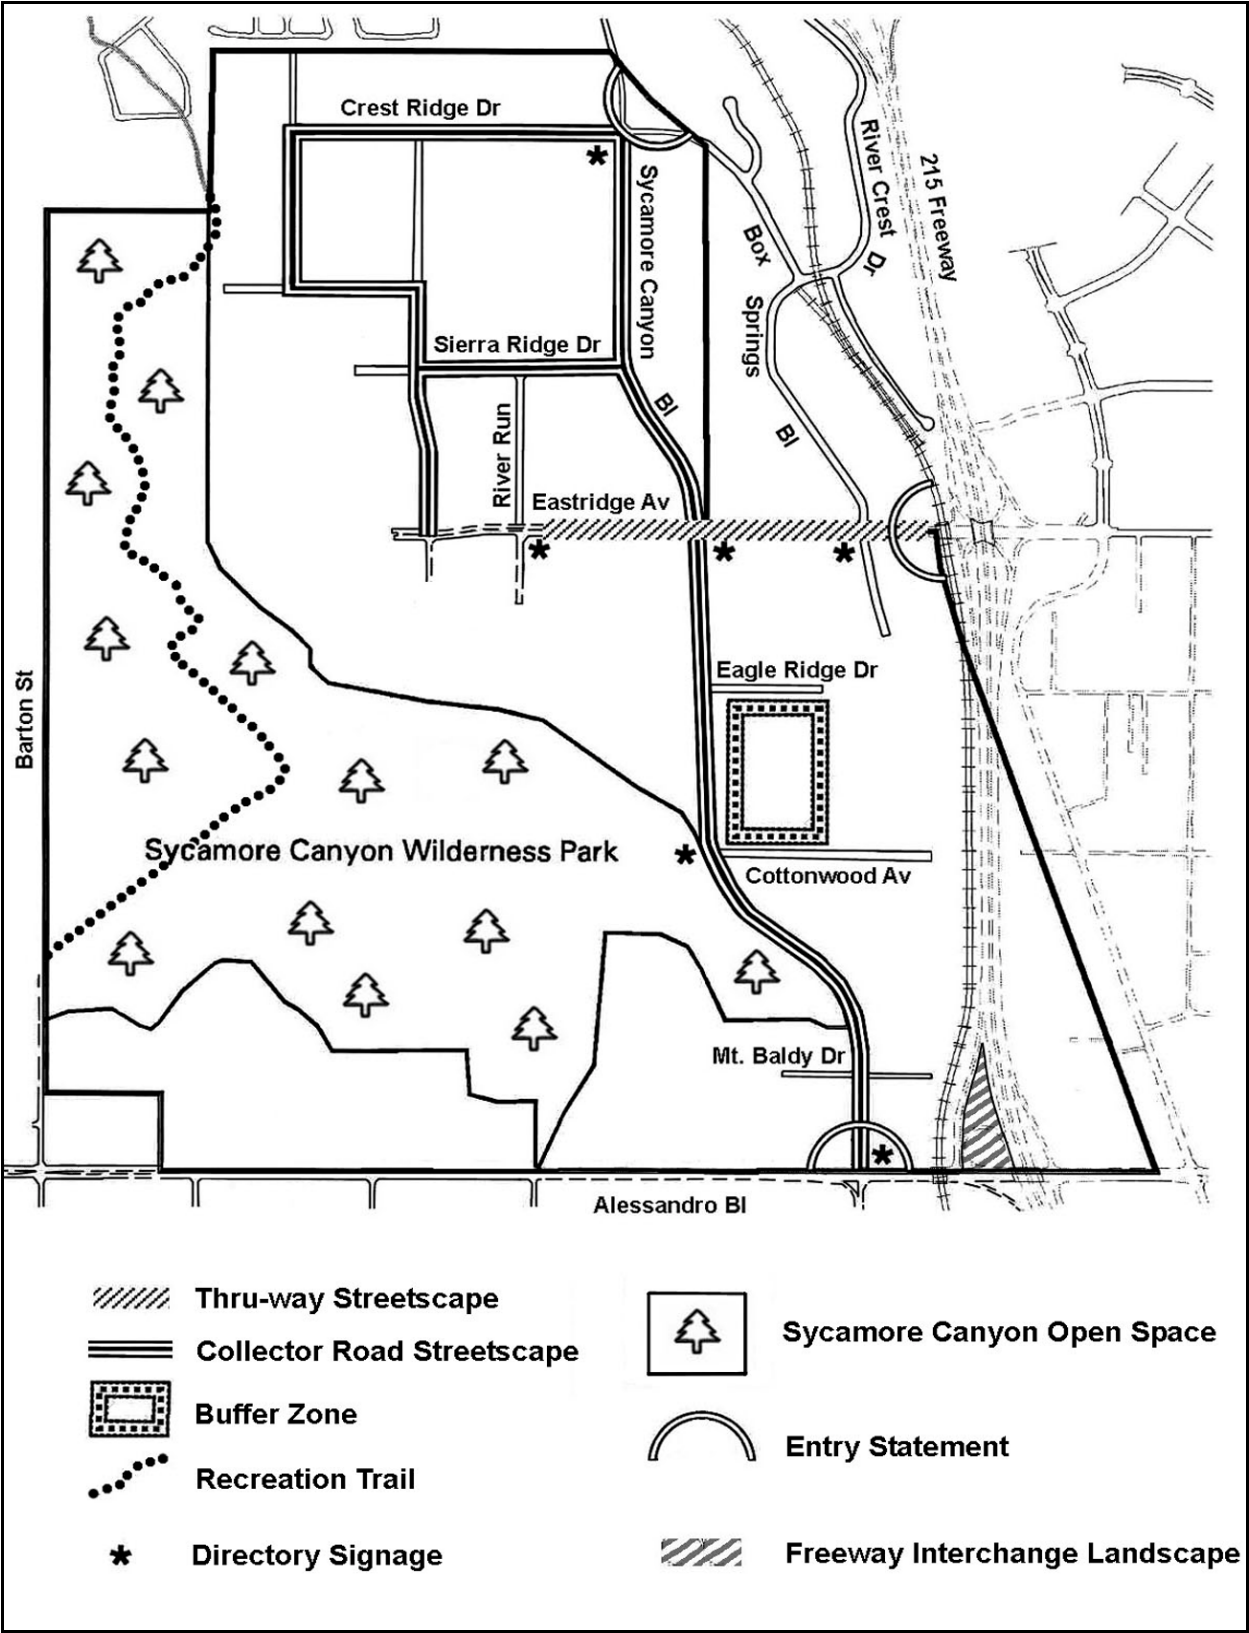 Crest Ridge Dr
Sycamore Canyon Bl
River Crest Dr
215 Freeway
Box Springs Bl
Sierra Ridge Dr
River Run
Eastridge Av
Eagle Ridge Dr
Barton St
Sycamore Canyon Wilderness Park
Cottonwood Av
Mt. Baldy Dr
Alessandro Bl
Thru-way Streetscape
Collector Road Streetscape
Buffer Zone
Recreation Trail
* Directory Signage
Sycamore Canyon Open Space
Entry Statement
Freeway Interchange Landscape